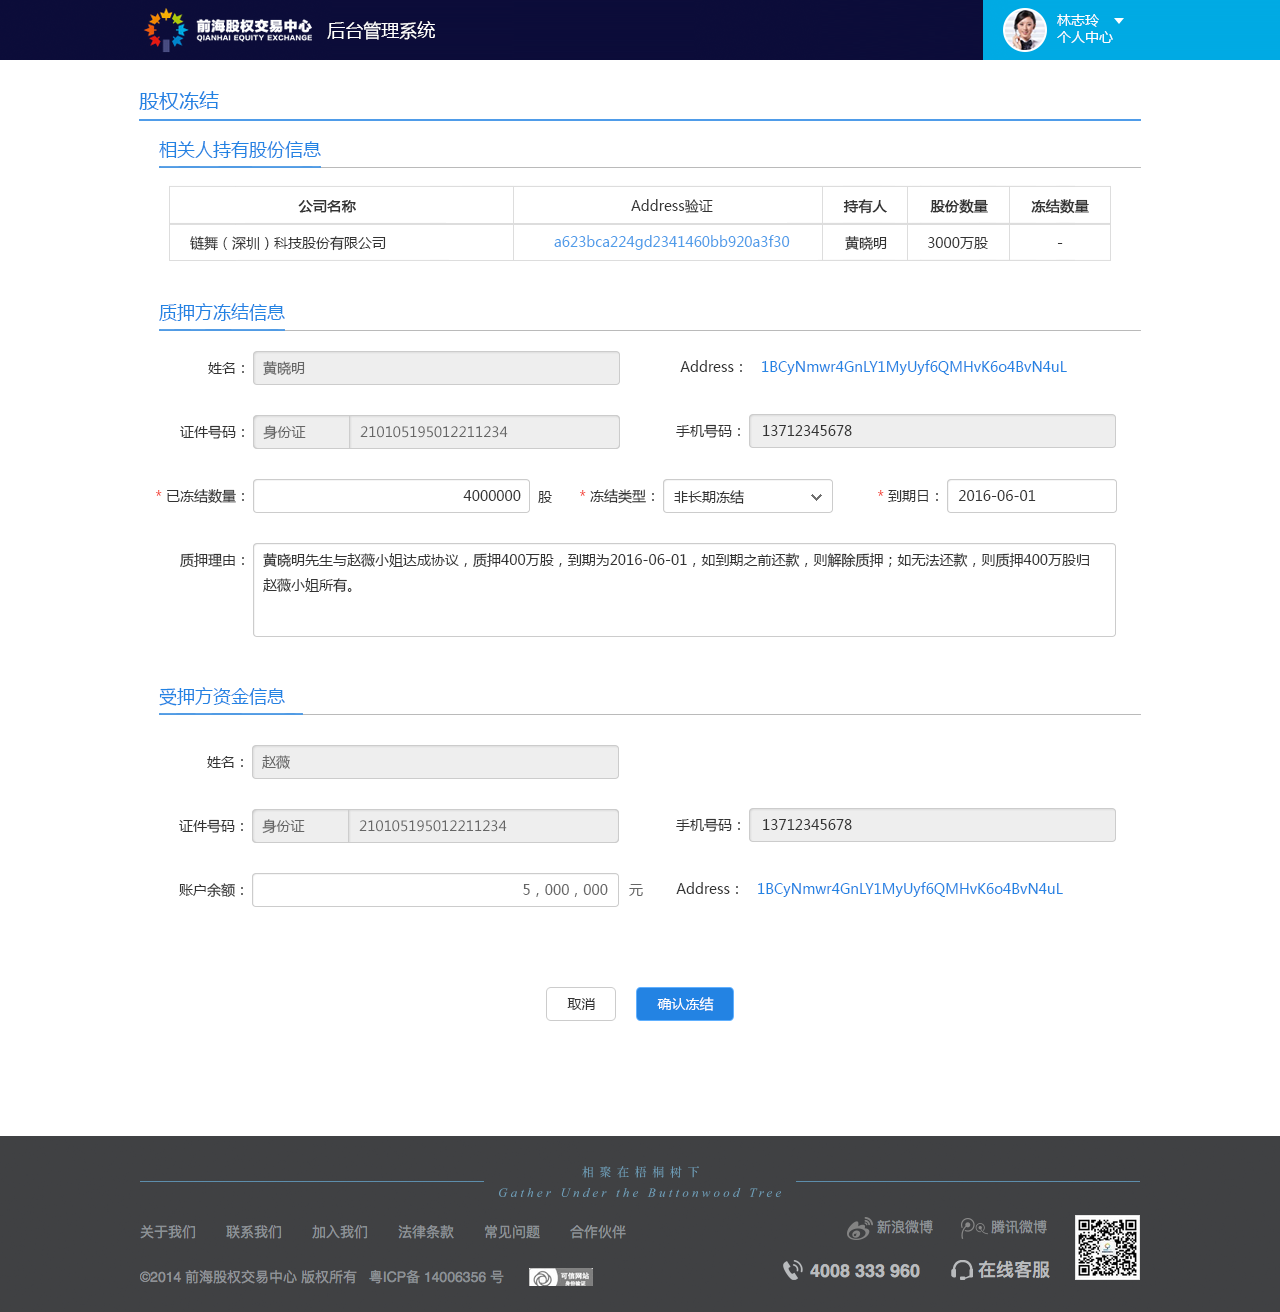 前海股权交易中心 后台管理系统
QIANHAI EQUITY EXCHANGE
林志玲
个人中心
股权冻结
相关人持有股份信息
公司名称 Address验证 持有人 股份数量 冻结数量
链舞（深圳）科技股份有限公司 a623bca224gd2341460bb920a3f30 黄晓明 3000万股 -
质押方冻结信息
姓名： 黄晓明 Address： 1BCyNmwr4GnLY1MyUyf6QMHvK6o4BvN4uL
证件号码： 身份证 210105195012211234 手机号码： 13712345678
* 已冻结数量： 4000000 股 * 冻结类型： 非长期冻结 * 到期日： 2016-06-01
质押理由： 黄晓明先生与赵薇小姐达成协议，质押400万股，到期为2016-06-01，如到期之前还款，则解除质押；如无法还款，则质押400万股归
赵薇小姐所有。
受押方资金信息
姓名： 赵薇
证件号码： 身份证 210105195012211234 手机号码： 13712345678
账户余额： 5，000，000 元 Address： 1BCyNmwr4GnLY1MyUyf6QMHvK6o4BvN4uL
取消 确认冻结
相聚在梧桐树下
Gather Under the Buttonwood Tree
关于我们 联系我们 加入我们 法律条款 常见问题 合作伙伴 新浪微博 腾讯微博
©2014 前海股权交易中心 版权所有 粤ICP备 14006356 号 可信网站 身份验证 4008 333 960 在线客服